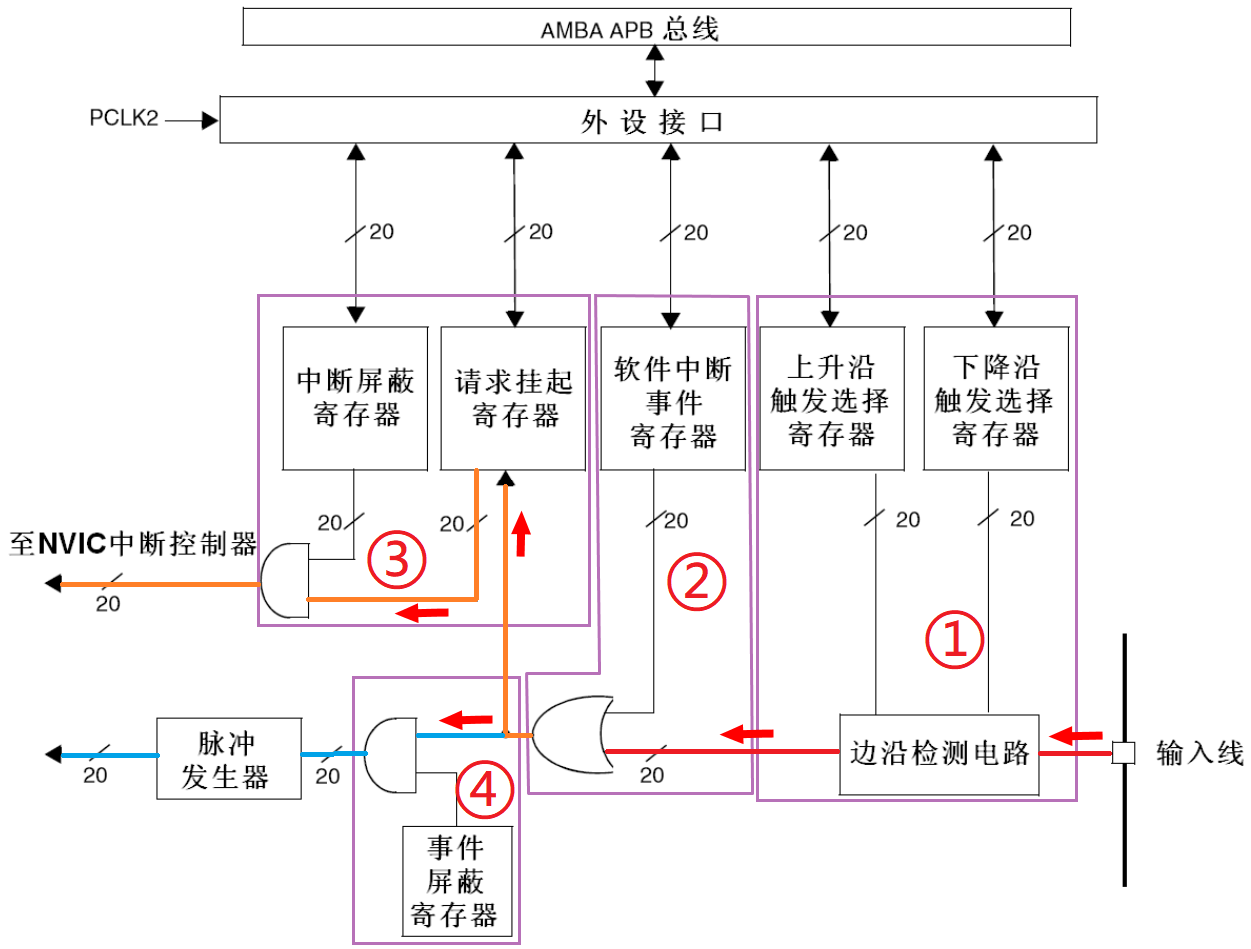 AMBA APB 总线
PCLK2
外设接口
20
20
20
20
20
中断屏蔽
寄存器
请求挂起
寄存器
软件中断
事件
寄存器
上升沿
触发选择
寄存器
下降沿
触发选择
寄存器
20
20
20
20
20
至NVIC中断控制器
20
③
②
①
脉冲
发生器
20
20
④
20
边沿检测电路
输入线
事件
屏蔽
寄存器